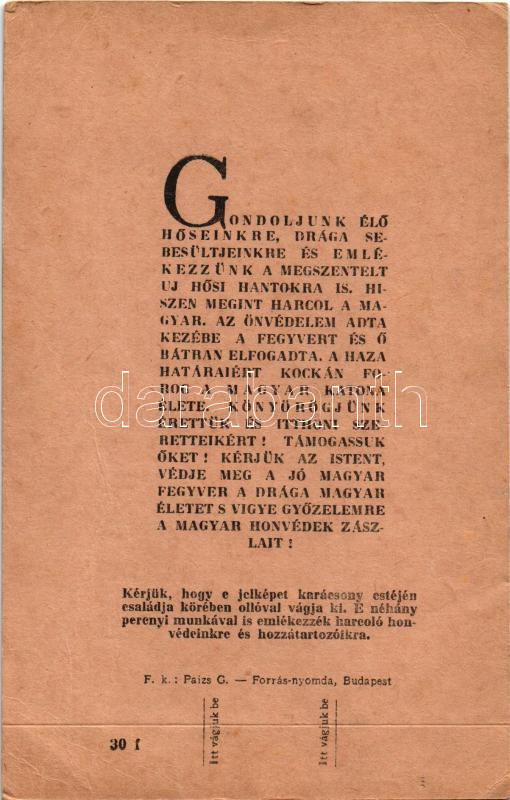 GONDOLJUNK ÉLŐ
HŐSEINKRE, DRÁGA SE-
BESÜLTJEINKRE ÉS EMLÉ-
KEZZÜNK A MEGSZENTELT
UJ HŐSI HANTOKRA IS. HI-
SZEN MEGINT HARCOL A MA-
GYAR. AZ ÖNVÉDELEM ADTA
KEZÉBE A FEGYVERT ÉS Ő
BÁTRAN ELFOGADTA. A HAZA
HATÁRAIÉRT KOCKÁN FO-
ROG A MAGYAR KATONA
ÉLETE. KÖNYÖRÖGJÜNK
ÉRETTÜK ÉS ITTHONI SZE-
RETTEIKÉRT! TÁMOGASSUK
ŐKET! KÉRJÜK AZ ISTENT,
VÉDJE MEG A JÓ MAGYAR
FEGYVER A DRÁGA MAGYAR
ÉLETET S VIGYE GYŐZELEMRE
A MAGYAR HONVÉDEK ZÁSZ-
LAIT!
Kérjük, hogy e jelképet karácsony estéjén
családja körében ollóval vágja ki. E néhány
perenyi munkával is emlékezzék harcoló hon-
védeinkre és hozzátartozóikra.
F. k.: Paizs G. — Forrás-nyomda, Budapest
Itt vágjuk be
Itt vágjuk be
30 f
darabanth